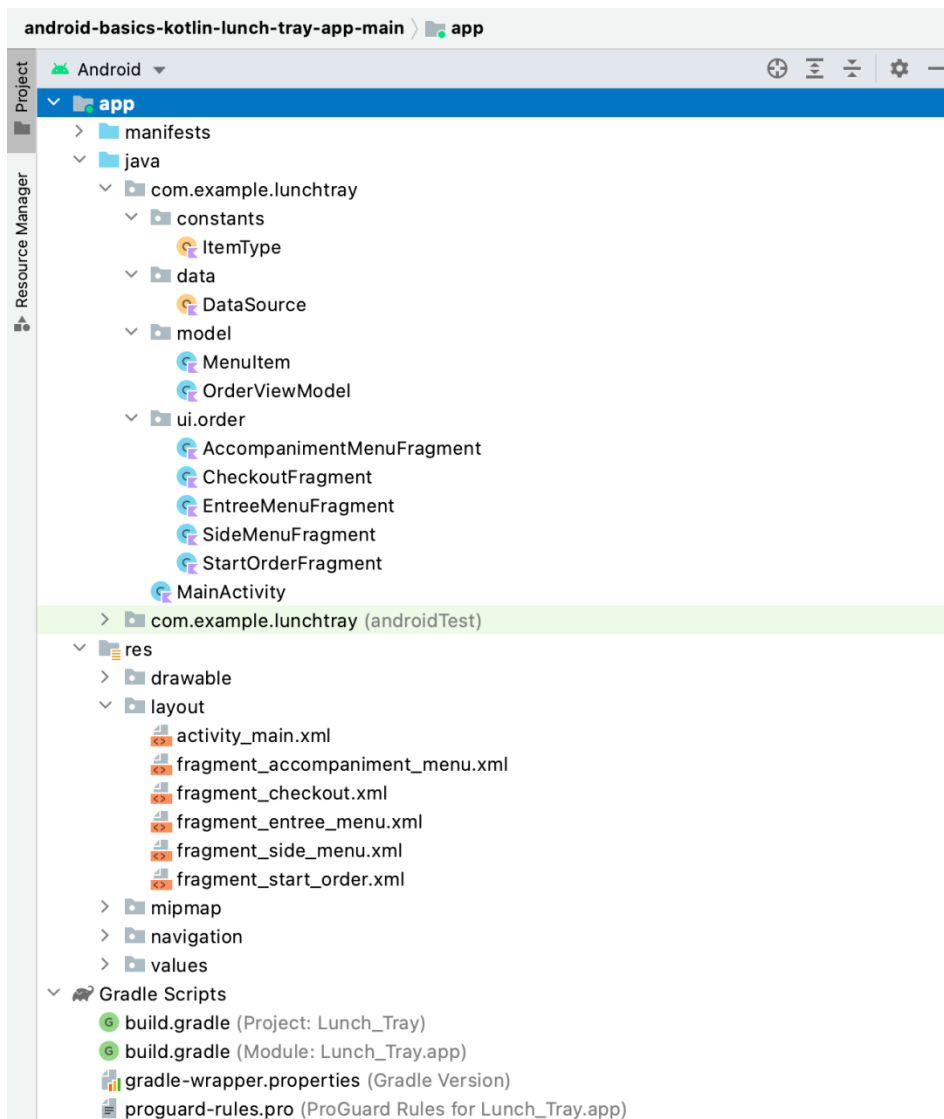 android-basics-kotlin-lunch-tray-app-main app
Project
Resource Manager
Android
app
manifests
java
com.example.lunchtray
constants
ItemType
data
DataSource
model
MenuItem
OrderViewModel
ui.order
AccompanimentMenuFragment
CheckoutFragment
EntreeMenuFragment
SideMenuFragment
StartOrderFragment
MainActivity
com.example.lunchtray (androidTest)
res
drawable
layout
activity_main.xml
fragment_accompaniment_menu.xml
fragment_checkout.xml
fragment_entree_menu.xml
fragment_side_menu.xml
fragment_start_order.xml
mipmap
navigation
values
Gradle Scripts
build.gradle (Project: Lunch_Tray)
build.gradle (Module: Lunch_Tray.app)
gradle-wrapper.properties (Gradle Version)
proguard-rules.pro (ProGuard Rules for Lunch_Tray.app)